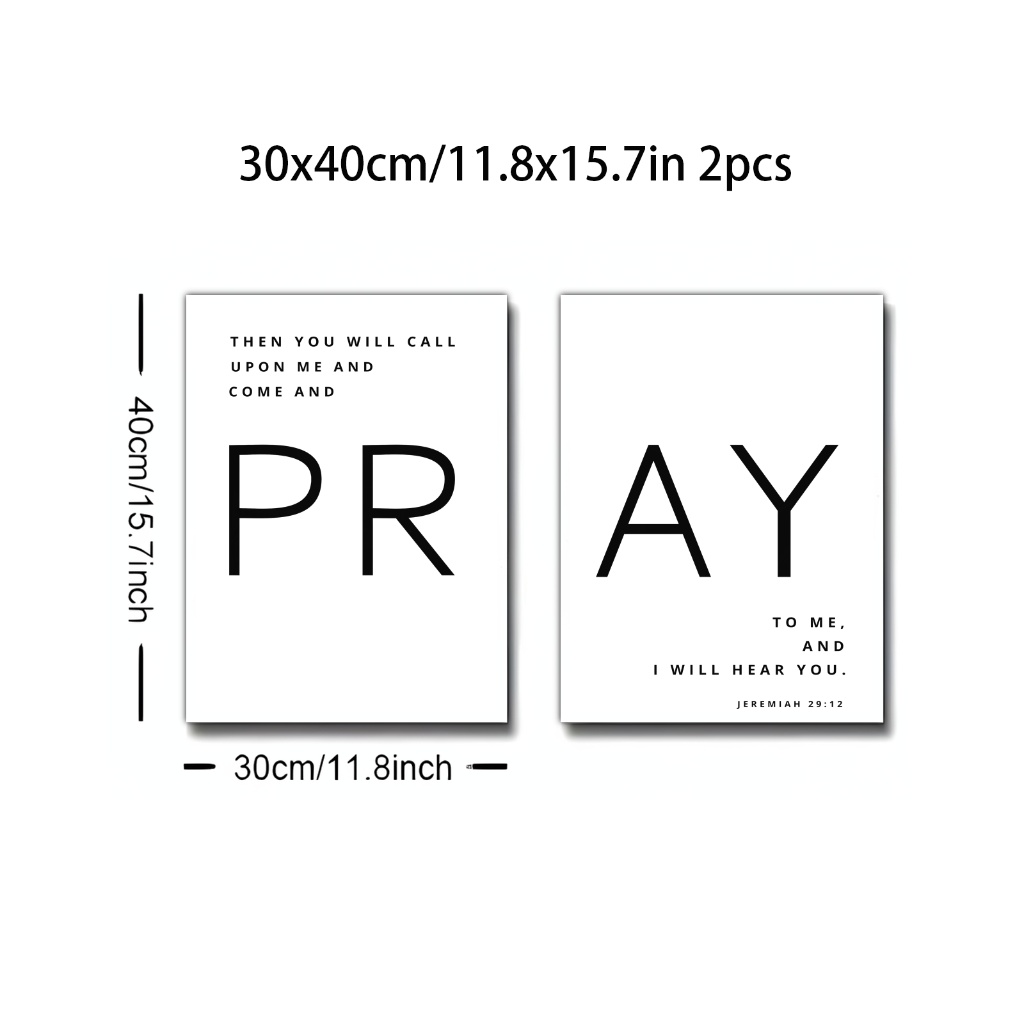 30x40cm/11.8x15.7in 2pcs
40cm/15.7inch
THEN YOU WILL CALL
UPON ME AND
COME AND
PR
AY
TO ME,
AND
I WILL HEAR YOU.
JEREMIAH 29:12
30cm/11.8inch